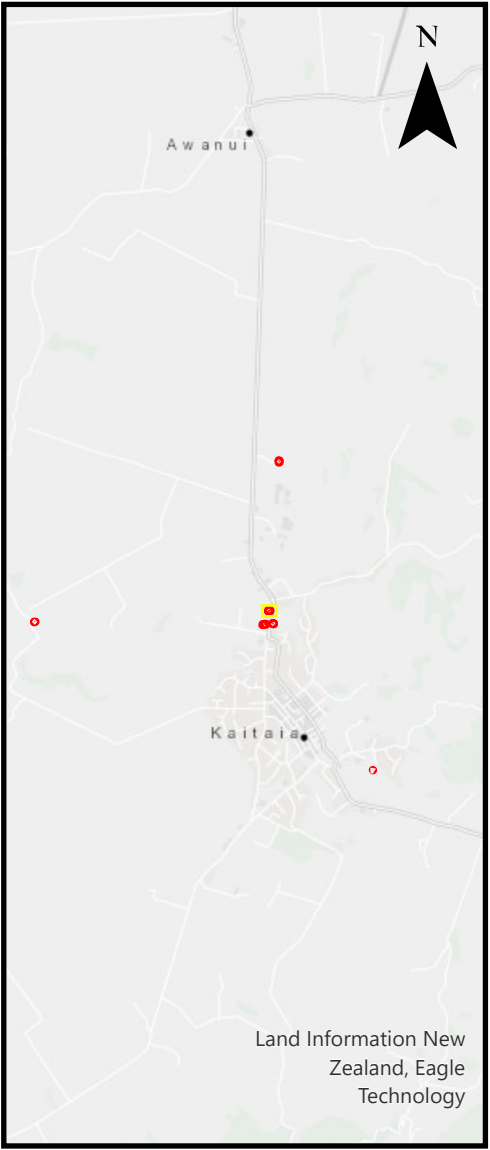 N
Awanui
Kaitaia
Land Information New
Zealand, Eagle
Technology